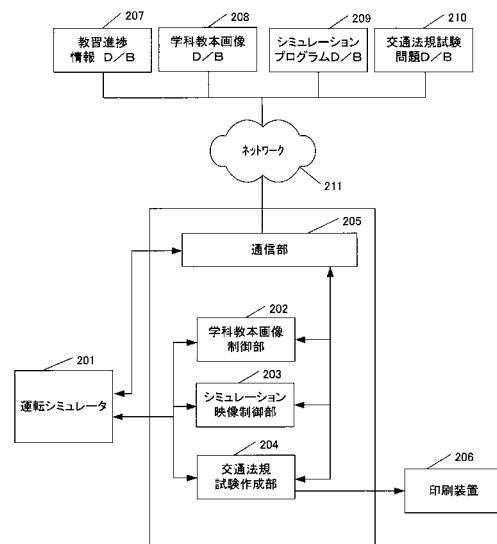 207
208
209
210
教習進捗
情報 D/B
学科教本画像
D/B
シミュレーション
プログラムD/B
交通法規試験
問題D/B
ネットワーク
211
205
通信部
202
学科教本画像
制御部
201
運転シミュレータ
203
シミュレーション
映像制御部
204
交通法規
試験作成部
206
印刷装置